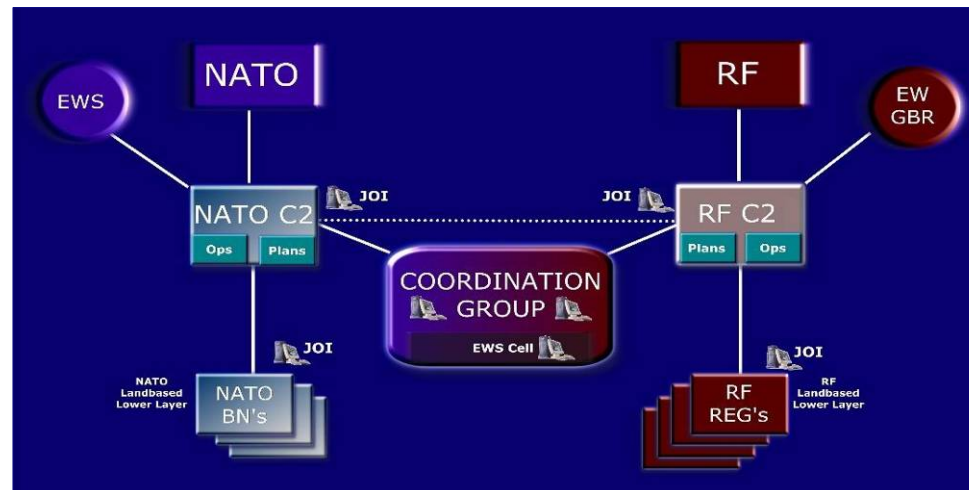 NATO
RF
EWS
EW
GBR
JOI
JOI
NATO C2
RF C2
Ops
Plans
Plans
Ops
COORDINATION
GROUP
EWS Cell
JOI
JOI
NATO
Landbased
Lower Layer
NATO
BN's
RF
REG's
RF
Landbased
Lower Layer